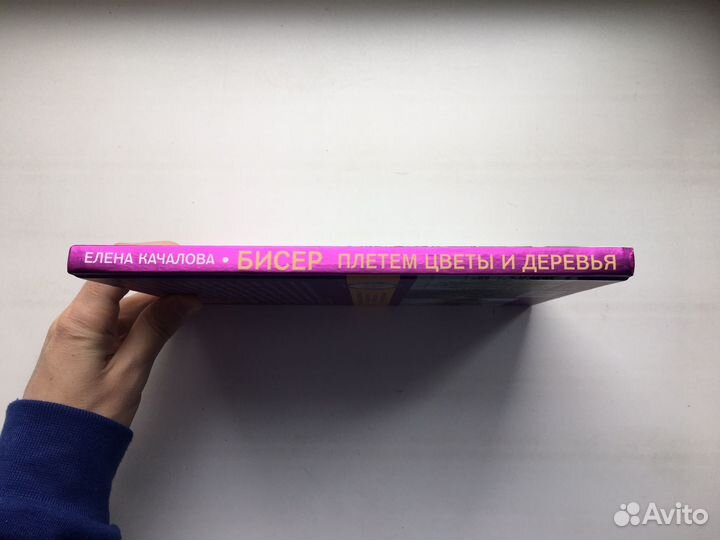 ЕЛЕНА КАЧАЛОВА • БИСЕР ПЛЕТЕМ ЦВЕТЫ И ДЕРЕВЬЯ
Avito